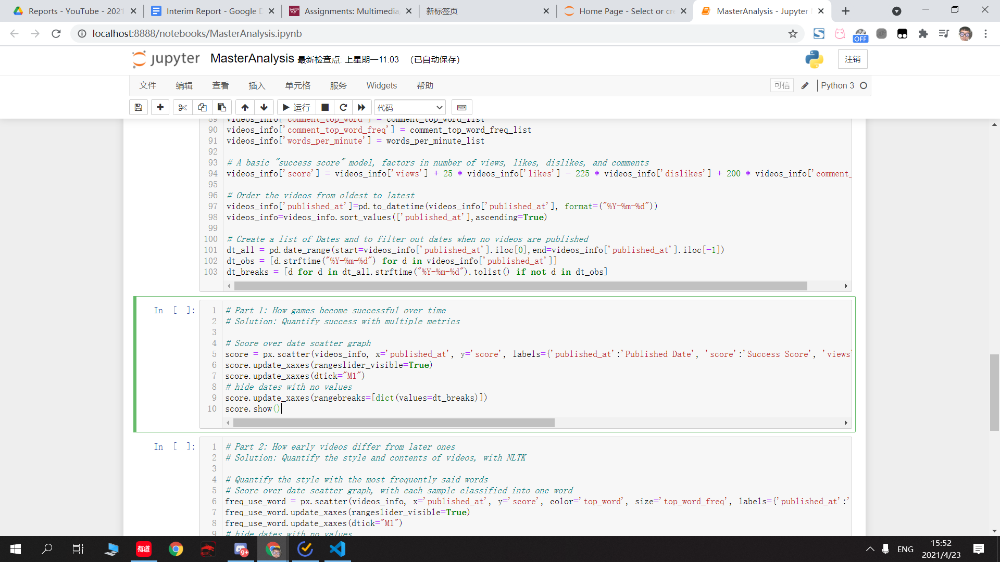 Reports - YouTube - 2021
Interim Report - Google D
Assignments: Multimedia,
新标签页
Home Page - Select or cre
MasterAnalysis - Jupyter
localhost:8888/notebooks/MasterAnalysis.ipynb
OFF
jupyter MasterAnalysis 最新检查点: 上星期一11:03 (已自动保存)
注销
文件 编辑 查看 插入 单元格 服务 Widgets 帮助
可信 Python 3
运行 代码
89 videos_info['comment_top_word'] = comment_top_word_list
90 videos_info['comment_top_word_freq'] = comment_top_word_freq_list
91 videos_info['words_per_minute'] = words_per_minute_list
92
93 # A basic "success score" model, factors in number of views, likes, dislikes, and comments
94 videos_info['score'] = videos_info['views'] + 25 * videos_info['likes'] - 225 * videos_info['dislikes'] + 200 * videos_info['comment_
95
96 # Order the videos from oldest to latest
97 videos_info['published_at']=pd.to_datetime(videos_info['published_at'], format=("%Y-%m-%d"))
98 videos_info=videos_info.sort_values(['published_at'],ascending=True)
99
100 # Create a list of Dates and to filter out dates when no videos are published
101 dt_all = pd.date_range(start=videos_info['published_at'].iloc[0],end=videos_info['published_at'].iloc[-1])
102 dt_obs = [d.strftime("%Y-%m-%d") for d in videos_info['published_at']]
103 dt_breaks = [d for d in dt_all.strftime("%Y-%m-%d").tolist() if not d in dt_obs]
In [ ]:
1 # Part 1: How games become successful over time
2 # Solution: Quantify success with multiple metrics
3
4 # Score over date scatter graph
5 score = px.scatter(videos_info, x='published_at', y='score', labels={'published_at':'Published Date', 'score':'Success Score', 'views'
6 score.update_xaxes(rangeslider_visible=True)
7 score.update_xaxes(dtick="M1")
8 # hide dates with no values
9 score.update_xaxes(rangebreaks=[dict(values=dt_breaks)])
10 score.show()
In [ ]:
1 # Part 2: How early videos differ from later ones
2 # Solution: Quantify the style and contents of videos, with NLTK
3
4 # Quantify the style with the most frequently said words
5 # Score over date scatter graph, with each sample classified into one word
6 freq_use_word = px.scatter(videos_info, x='published_at', y='score', color='top_word', size='top_word_freq', labels={'published_at':'
7 freq_use_word.update_xaxes(rangeslider_visible=True)
8 freq_use_word.update_xaxes(dtick="M1")
9 # hide dates with no values
有道
9+
ENG
15:52
2021/4/23